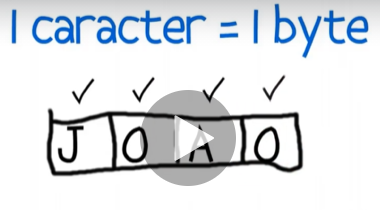 1 caracter = 1 byte
J O A O